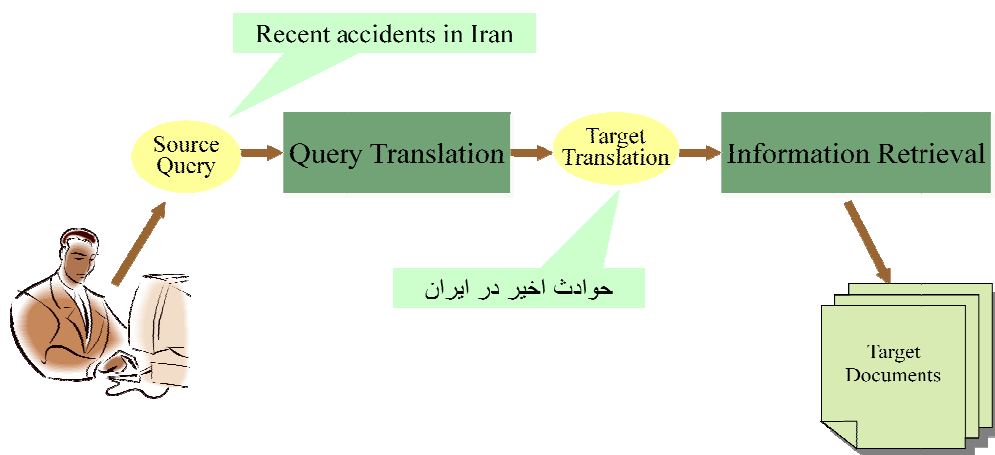 Recent accidents in Iran
Source
Query
Query Translation
Target
Translation
Information Retrieval
حوادث اخیر در ایران
Target
Documents